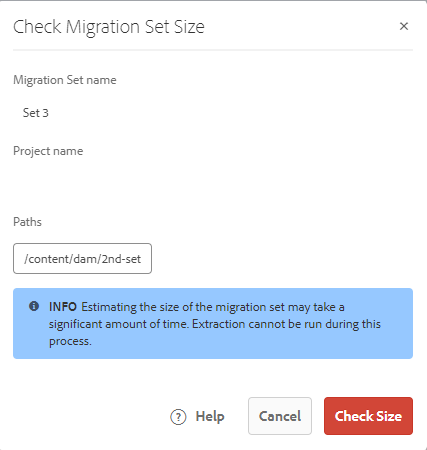 Check Migration Set Size
Migration Set name
Set 3
Project name
Paths
/content/dam/2nd-set
INFO Estimating the size of the migration set may take a
significant amount of time. Extraction cannot be run during this
process.
Help Cancel Check Size